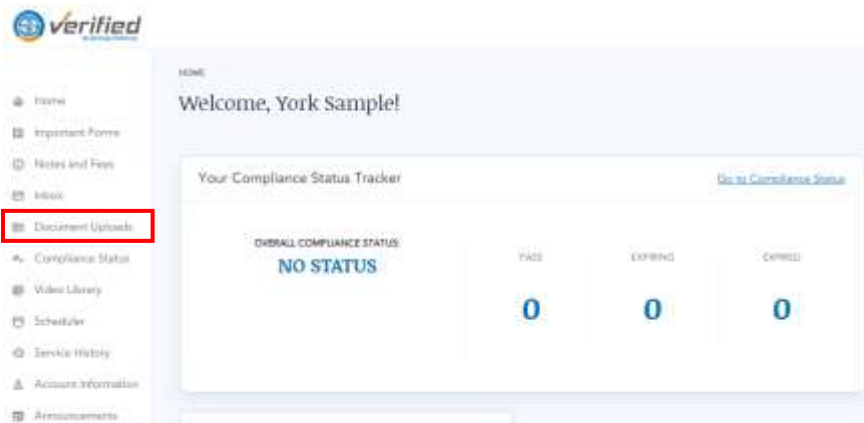 verified
HOME
Welcome, York Sample!
Home
Important Forms
Notes and Fees
Inbox
Document Uploads
Compliance Status
Video Library
Scheduler
Service History
Account Information
Announcements
Your Compliance Status Tracker
Go to Compliance Status
OVERALL COMPLIANCE STATUS:
NO STATUS
PASS
EXPIRING
EXPIRED
0
0
0